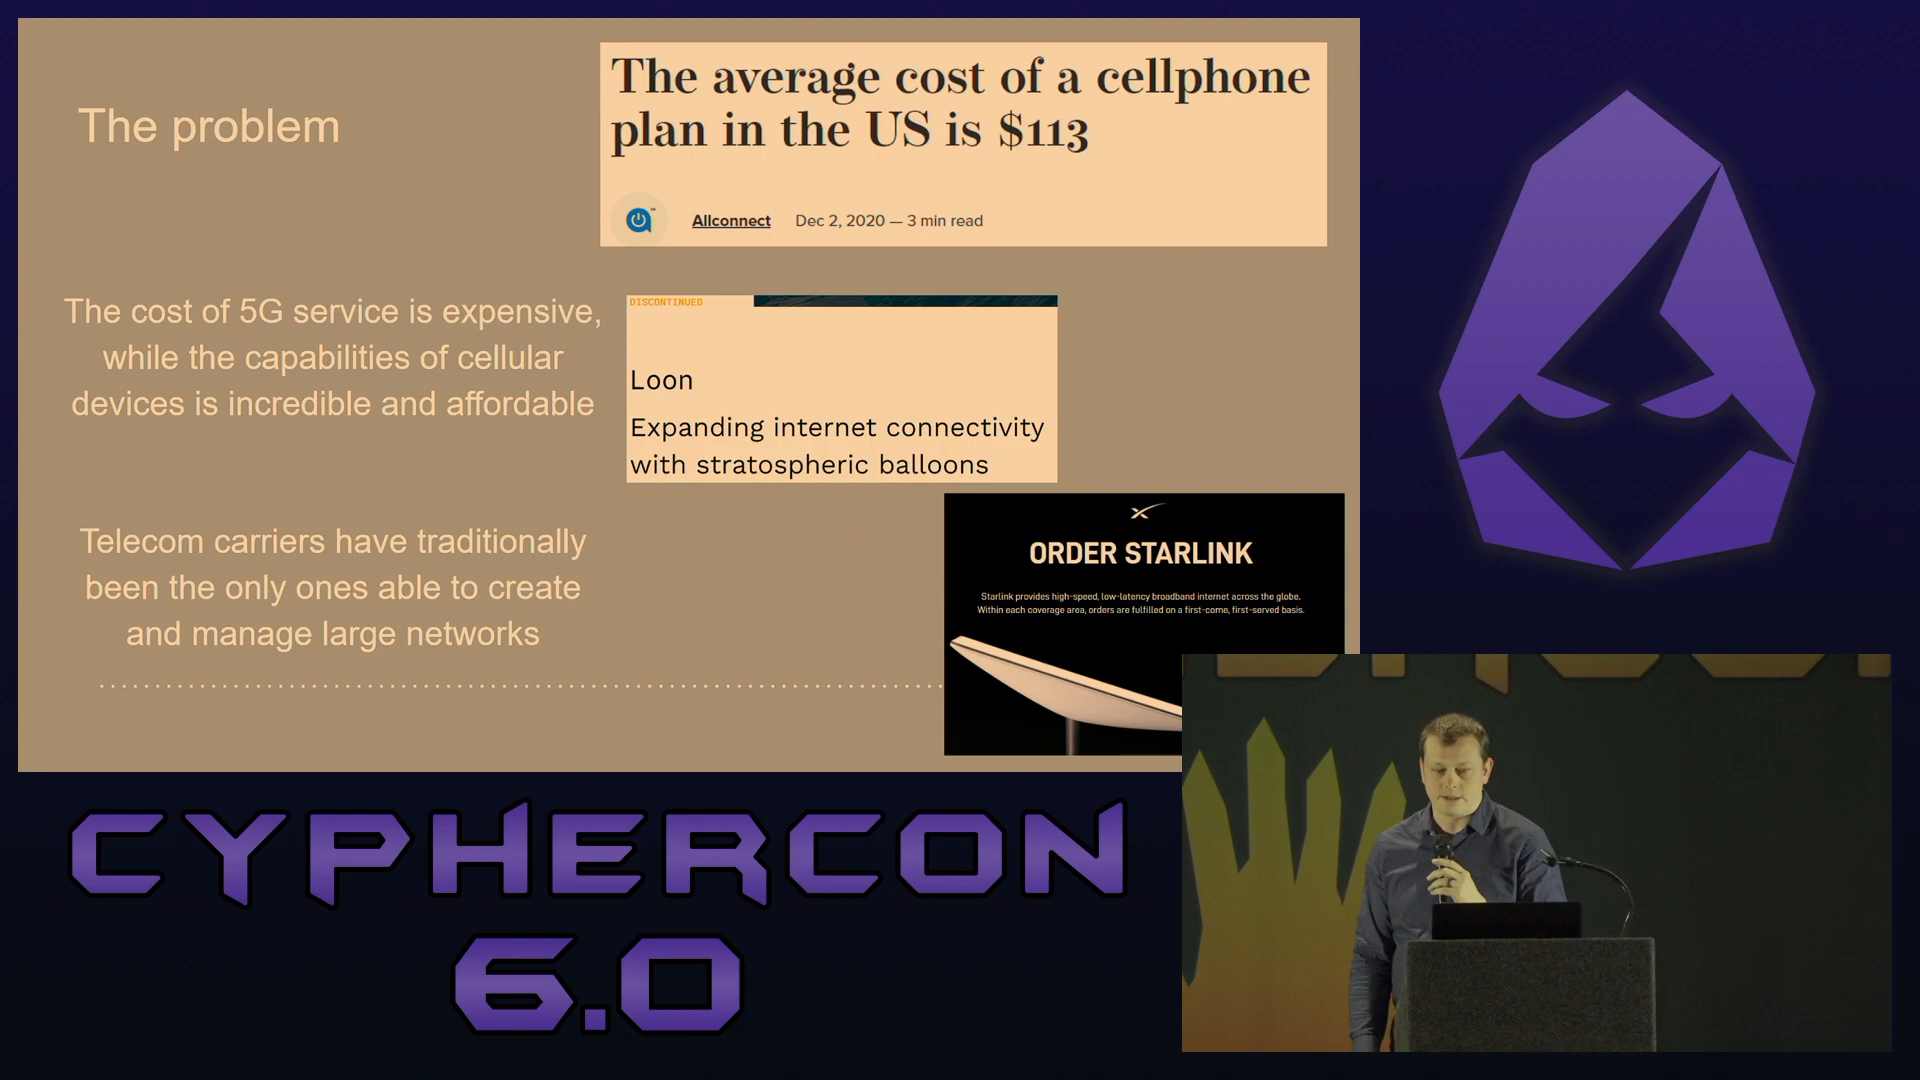 The problem
The average cost of a cellphone
plan in the US is $113
Allconnect Dec 2, 2020 — 3 min read
The cost of 5G service is expensive,
while the capabilities of cellular
devices is incredible and affordable
DISCONTINUED
Loon
Expanding internet connectivity
with stratospheric balloons
Telecom carriers have traditionally
been the only ones able to create
and manage large networks
ORDER STARLINK
Starlink provides high-speed, low-latency broadband internet across the globe.
Within each coverage area, orders are fulfilled on a first-come, first-served basis.
CYPHERCON
6.0